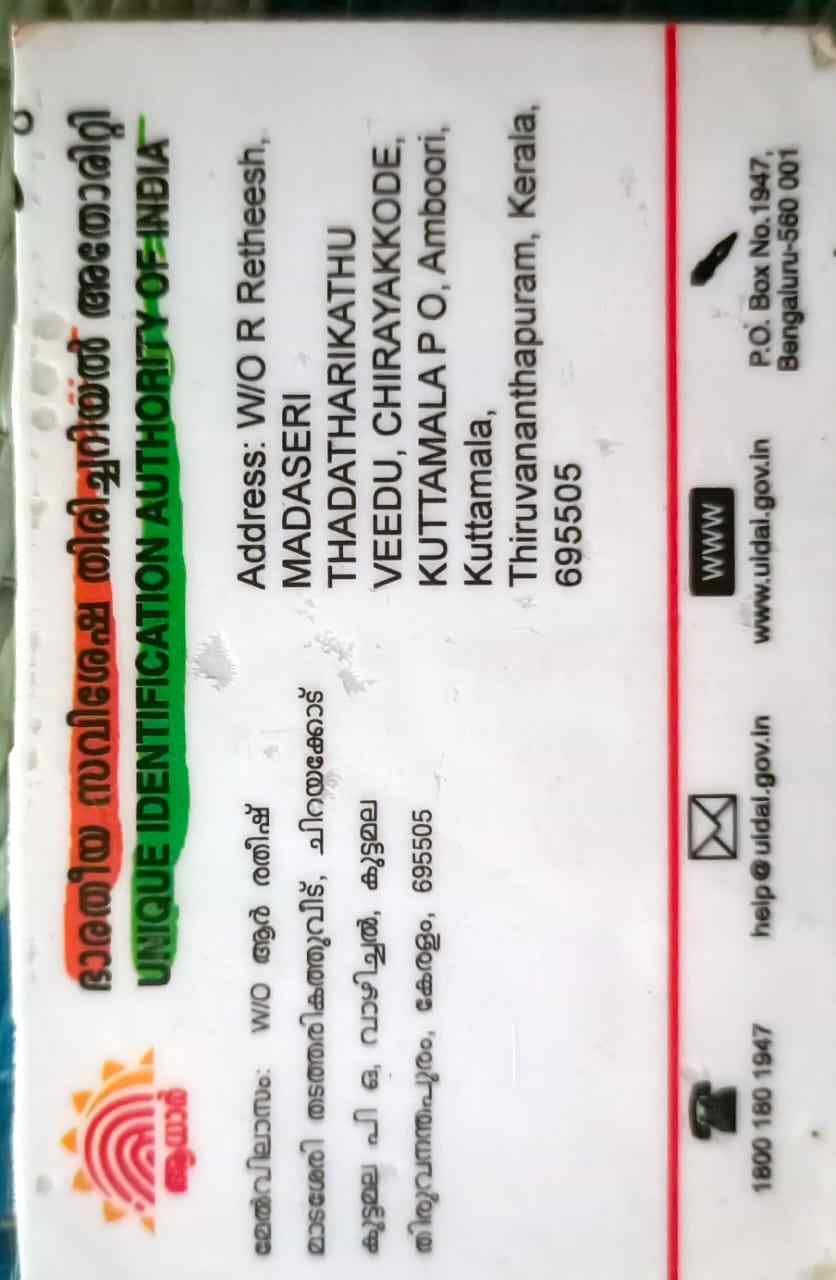 ആധാർ
ഭാരതീയ സവിശേഷ തിരിച്ചറിയൽ അതോരിറ്റി
UNIQUE IDENTIFICATION AUTHORITY OF INDIA
മേൽവിലാസം: W/O ആർ രതീഷ്
മാടശേരി തടത്തരികത്തുവീട്, ചിറയക്കോട്
കുട്ടമല പി ഒ, വാഴിച്ചൽ, കുട്ടമല
തിരുവനന്തപുരം, കേരളം, 695505
Address: W/O R Retheesh,
MADASERI
THADATHARIKATHU
VEEDU, CHIRAYAKKODE,
KUTTAMALA P O, Amboori,
Kuttamala,
Thiruvananthapuram, Kerala,
695505
WWW
1800 180 1947
help@uidai.gov.in
www.uidai.gov.in
P.O. Box No.1947,
Bengaluru-560 001